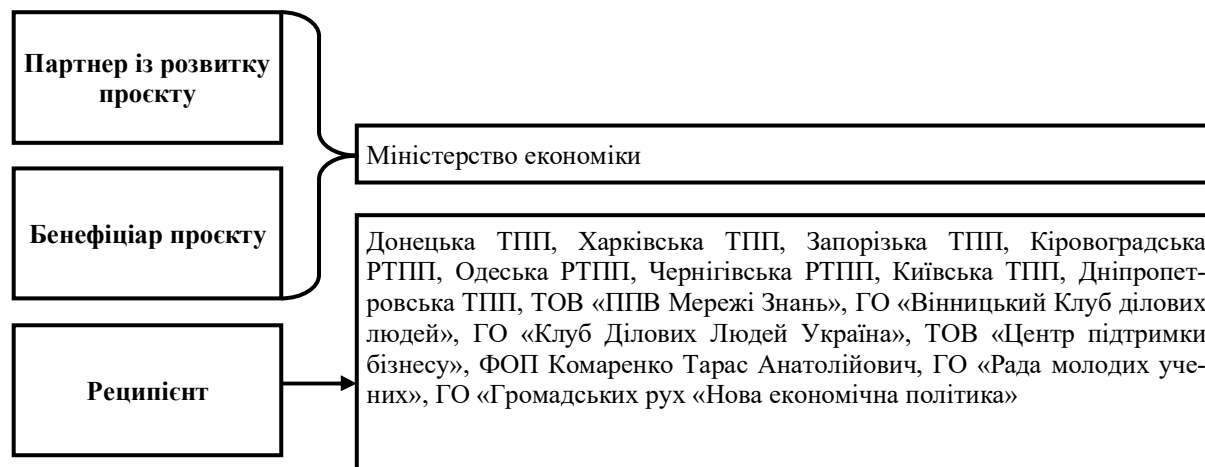 Партнер із розвитку
проєкту
Міністерство економіки
Бенефіціар проєкту
Донецька ТПП, Харківська ТПП, Запорізька ТПП, Кіровоградська
РТПП, Одеська РТПП, Чернігівська РТПП, Київська ТПП, Дніпропет-
ровська ТПП, ТОВ «ППВ Мережі Знань», ГО «Вінницький Клуб ділових
людей», ГО «Клуб Ділових Людей Україна», ТОВ «Центр підтримки
бізнесу», ФОП Комаренко Тарас Анатолійович, ГО «Рада молодих уче-
них», ГО «Громадських рух «Нова економічна політика»
Реципієнт